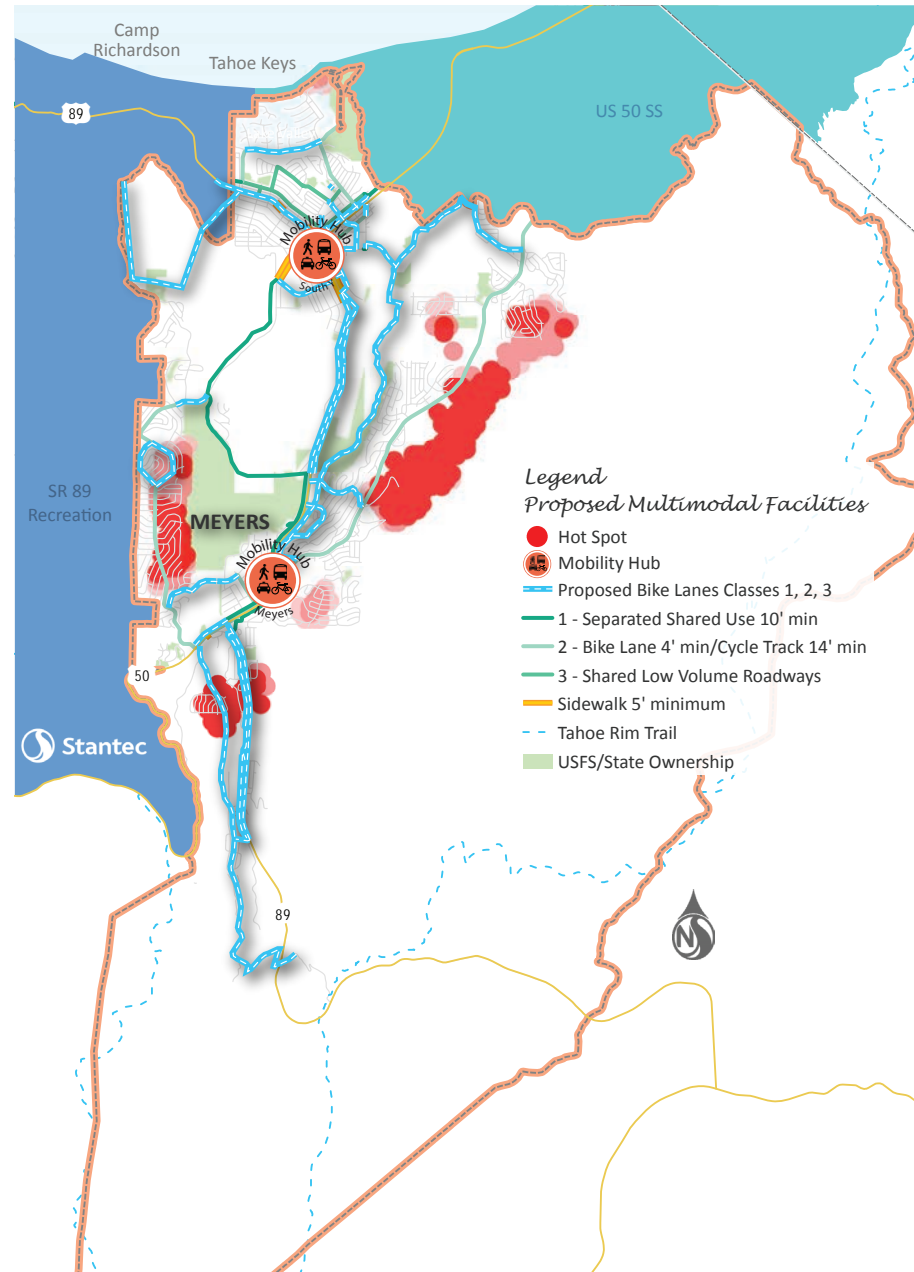 Camp
Richardson
Tahoe Keys
89
US 50 SS
Mobility Hub
South Y
SR 89
Recreation
MEYERS
Mobility Hub
Meyers
50
Stantec
89
Legend
Proposed Multimodal Facilities
Hot Spot
Mobility Hub
Proposed Bike Lanes Classes 1, 2, 3
1 - Separated Shared Use 10' min
2 - Bike Lane 4' min/Cycle Track 14' min
3 - Shared Low Volume Roadways
Sidewalk 5' minimum
Tahoe Rim Trail
USFS/State Ownership
N